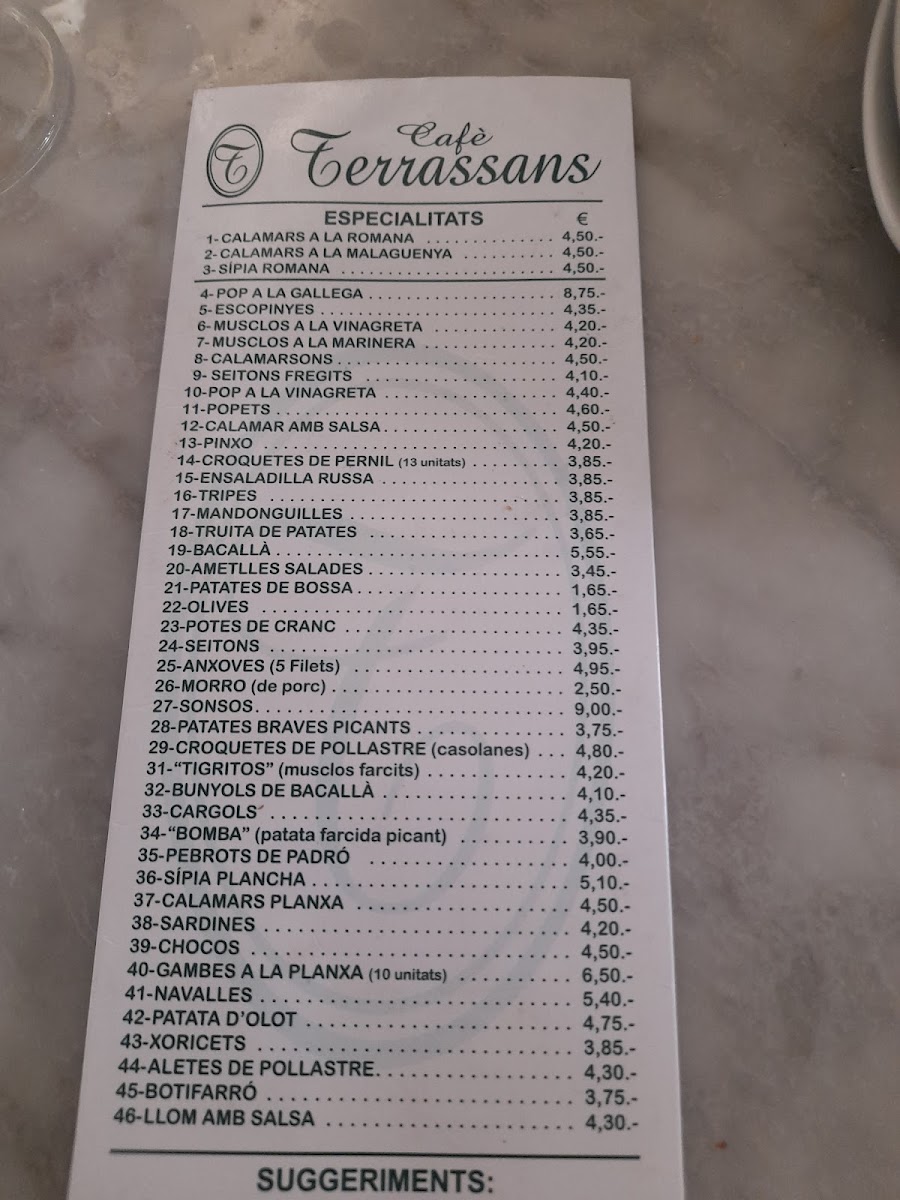 T
Cafè
Terrassans
ESPECIALITATS €
1-CALAMARS A LA ROMANA .............. 4,50.-
2-CALAMARS A LA MALAGUENYA .......... 4,50.-
3-SÍPIA ROMANA ....................... 4,50.-
4-POP A LA GALLEGA .................... 8,75.-
5-ESCOPINYES .......................... 4,35.-
6-MUSCLOS A LA VINAGRETA ............. 4,20.-
7-MUSCLOS A LA MARINERA .............. 4,20.-
8-CALAMARSONS ........................ 4,50.-
9- SEITONS FREGITS .................... 4,10.-
10-POP A LA VINAGRETA ................. 4,40.-
11-POPETS ............................. 4,60.-
12-CALAMAR AMB SALSA .................. 4,50.-
13-PINXO .............................. 4,20.-
14-CROQUETES DE PERNIL (13 unitats) ......... 3,85.-
15-ENSALADILLA RUSSA .................. 3,85.-
16-TRIPES ............................. 3,85.-
17-MANDONGUILLES ...................... 3,85.-
18-TRUITA DE PATATES .................. 3,65.-
19-BACALLÀ ............................ 5,55.-
20-AMETLLES SALADES ................... 3,45.-
21-PATATES DE BOSSA ................... 1,65.-
22-OLIVES ............................. 1,65.-
23-POTES DE CRANC ..................... 4,35.-
24-SEITONS ............................ 3,95.-
25-ANXOVES (5 Filets) ................. 4,95.-
26-MORRO (de porc) .................... 2,50.-
27-SONSOS ............................. 9,00.-
28-PATATES BRAVES PICANTS ............. 3,75.-
29-CROQUETES DE POLLASTRE (casolanes) ... 4,80.-
31-“TIGRITOS” (musclos farcits) ............ 4,20.-
32-BUNYOLS DE BACALLÀ ................. 4,10.-
33-CARGOLS ............................ 4,35.-
34-“BOMBA” (patata farcida picant) .......... 3,90.-
35-PEBROTS DE PADRÓ ................... 4,00.-
36-SÍPIA PLANCHA ...................... 5,10.-
37-CALAMARS PLANXA .................... 4,50.-
38-SARDINES ........................... 4,20.-
39-CHOCOS ............................. 4,50.-
40-GAMBES A LA PLANXA (10 unitats) .......... 6,50.-
41-NAVALLES ........................... 5,40.-
42-PATATA D’OLOT ...................... 4,75.-
43-XORICETS ........................... 3,85.-
44-ALETES DE POLLASTRE................. 4,30.-
45-BOTIFARRÓ .......................... 3,75.-
46-LLOM AMB SALSA ..................... 4,30.-
SUGGERIMENTS: